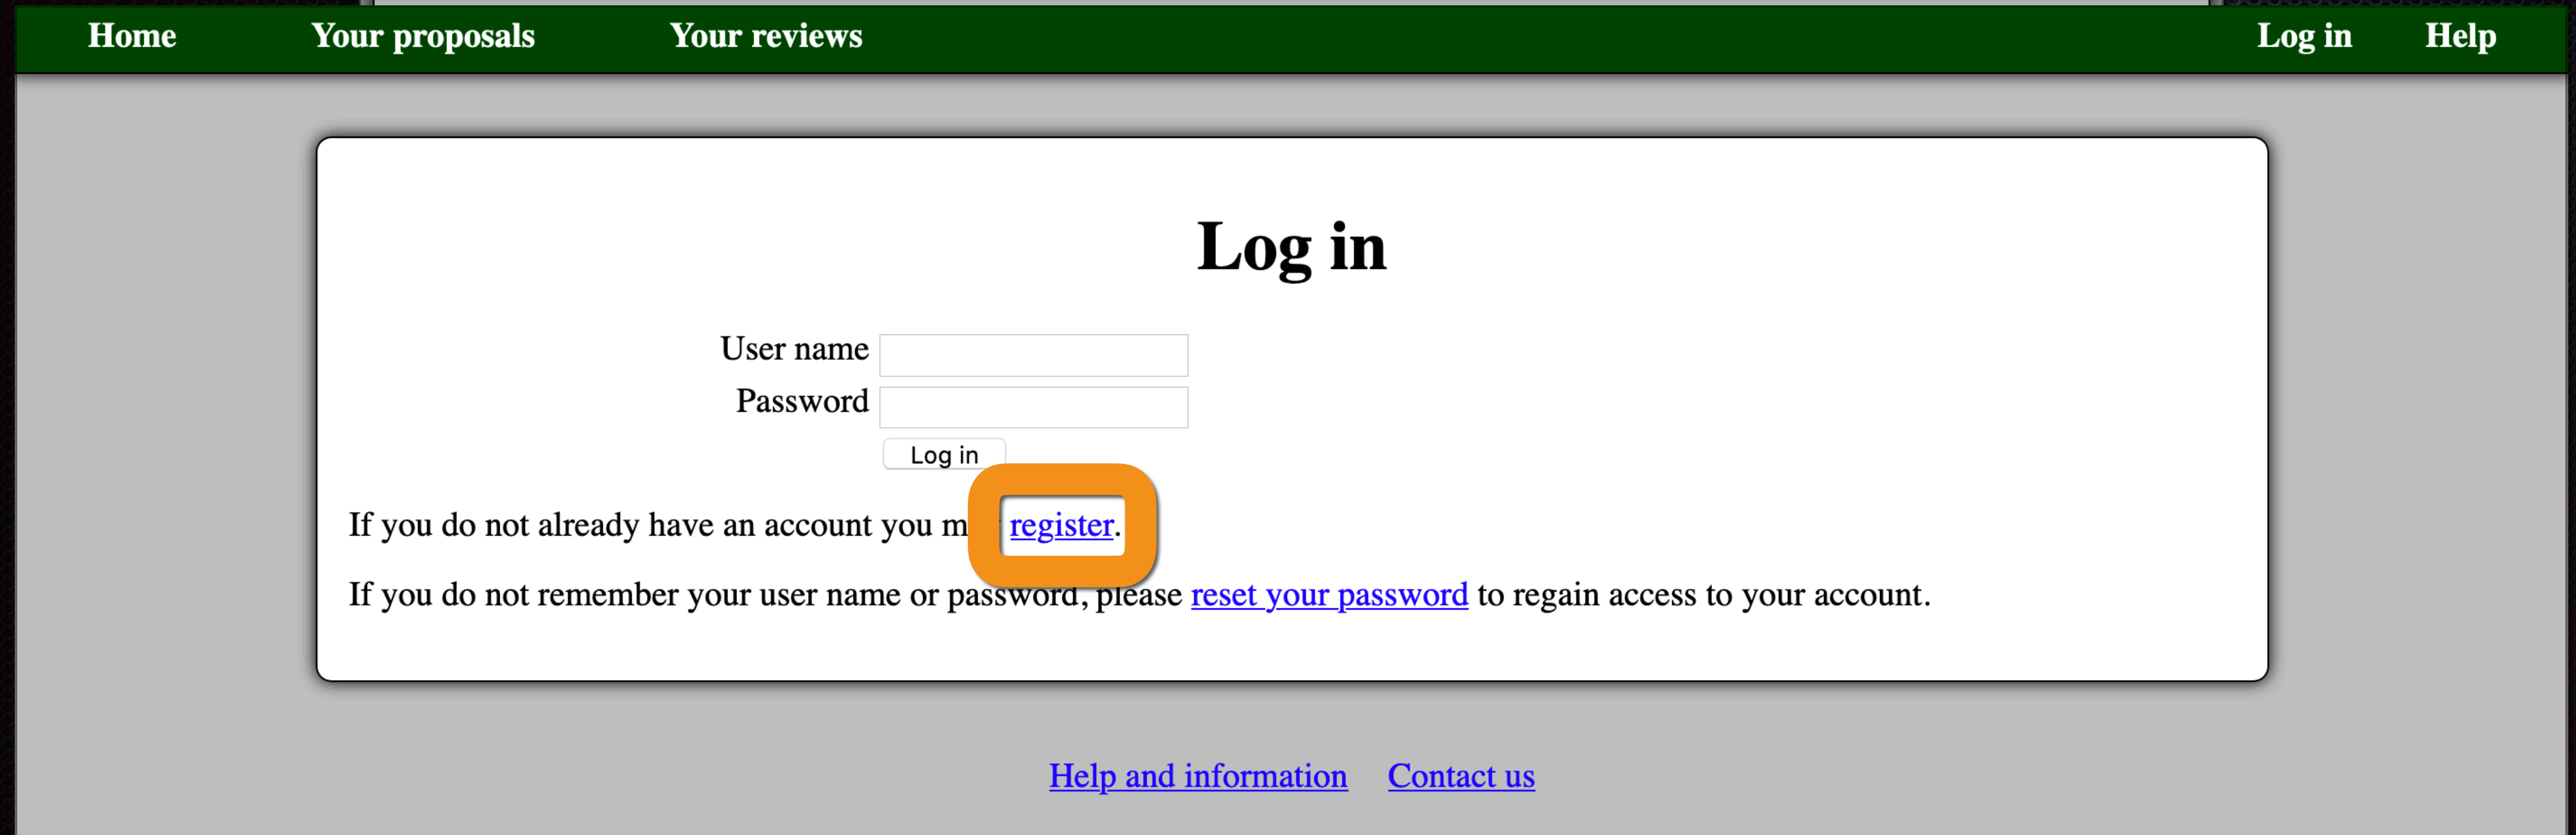 Home Your proposals Your reviews Log in Help
Log in
User name
Password
Log in
If you do not already have an account you m register.
If you do not remember your user name or password, please reset your password to regain access to your account.
Help and information Contact us